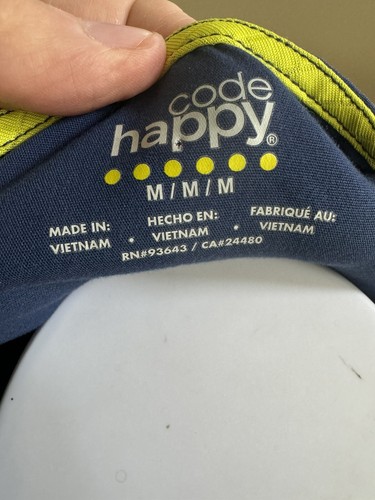 code
happy®
M / M / M
MADE IN: HECHO EN: FABRIQUÉ AU:
VIETNAM • VIETNAM • VIETNAM
RN#93643 / CA#24480